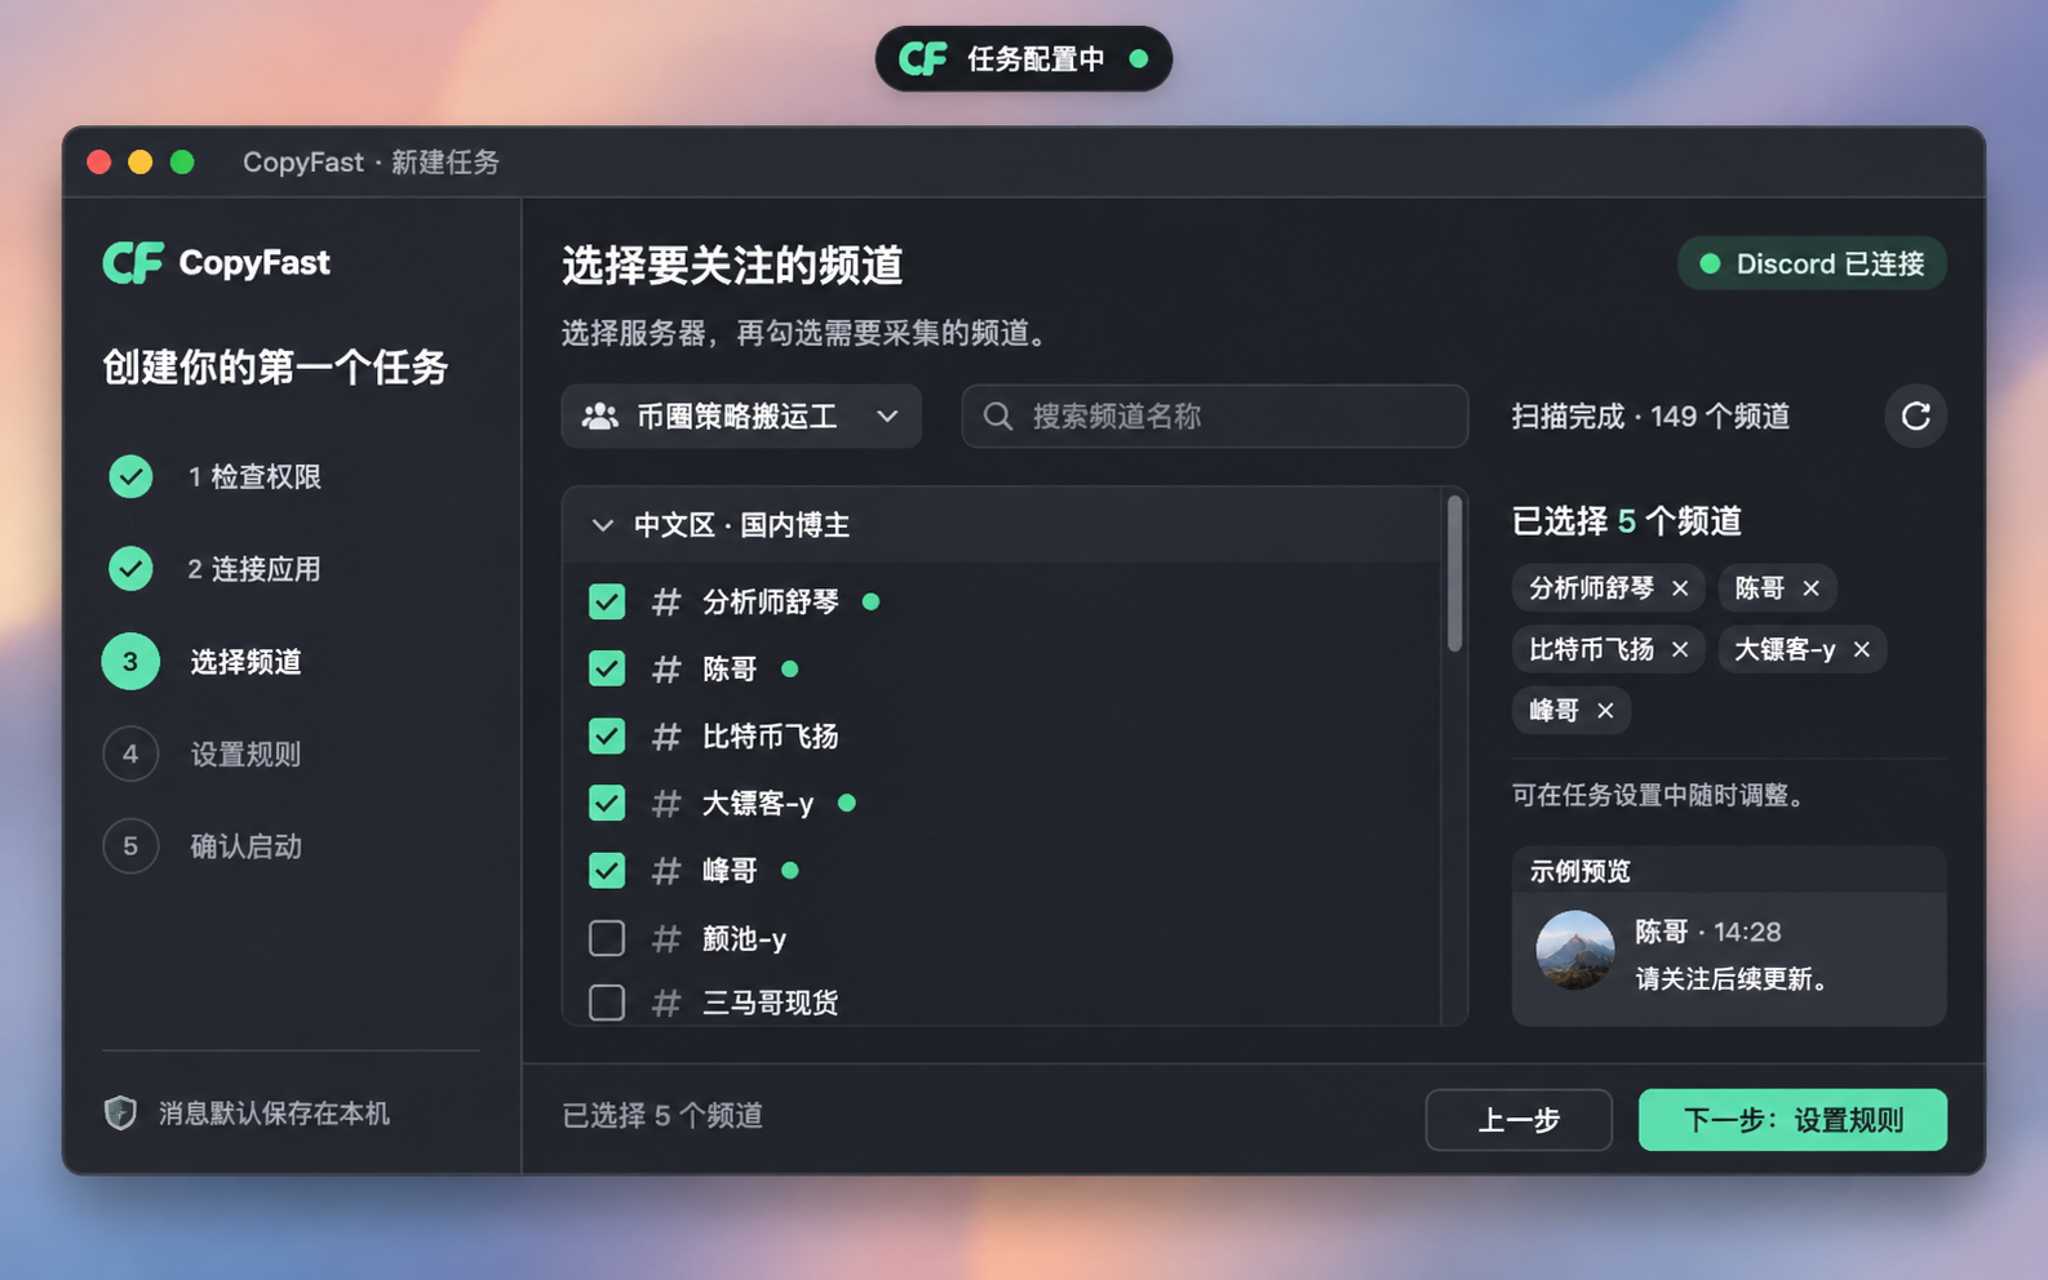 CF 任务配置中
CopyFast · 新建任务
CF CopyFast
创建你的第一个任务
1 检查权限
2 连接应用
3 选择频道
4 设置规则
5 确认启动
消息默认保存在本机
选择要关注的频道
Discord 已连接
选择服务器，再勾选需要采集的频道。
币圈策略搬运工
搜索频道名称
扫描完成 · 149 个频道
中文区 · 国内博主
# 分析师舒琴
# 陈哥
# 比特币飞扬
# 大镖客-y
# 峰哥
# 颜池-y
# 三马哥现货
已选择 5 个频道
分析师舒琴 × 陈哥 ×
比特币飞扬 × 大镖客-y ×
峰哥 ×
可在任务设置中随时调整。
示例预览
陈哥 · 14:28
请关注后续更新。
已选择 5 个频道
上一步
下一步：设置规则